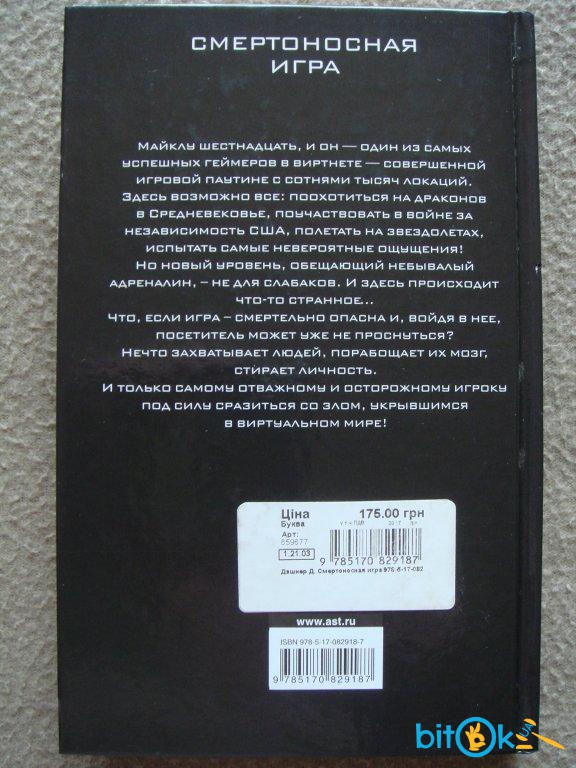 СМЕРТОНОСНАЯ
ИГРА
Майклу шестнадцать, и он — один из самых
успешных геймеров в виртнете — совершенной
игровой паутине с сотнями тысяч локаций.
Здесь возможно все: поохотиться на драконов
в Средневековье, поучаствовать в войне за
независимость США, полетать на звездолетах,
испытать самые невероятные ощущения!
Но новый уровень, обещающий небывалый
адреналин, – не для слабаков. И здесь происходит
что-то странное...
Что, если игра – смертельно опасна и, войдя в нее,
посетитель может уже не проснуться?
Нечто захватывает людей, порабощает их мозг,
стирает личность.
И только самому отважному и осторожному игроку
под силу сразиться со злом, укрывшимся
в виртуальном мире!
Ціна 175.00 грн
Буква
Арт:
659677
1.21.03
9 785170 829187
Дашнер Д. Смертоносная игра 978-5-17-082
www.ast.ru
ISBN 978-5-17-082918-7
9 785170 829187
bitOk UA